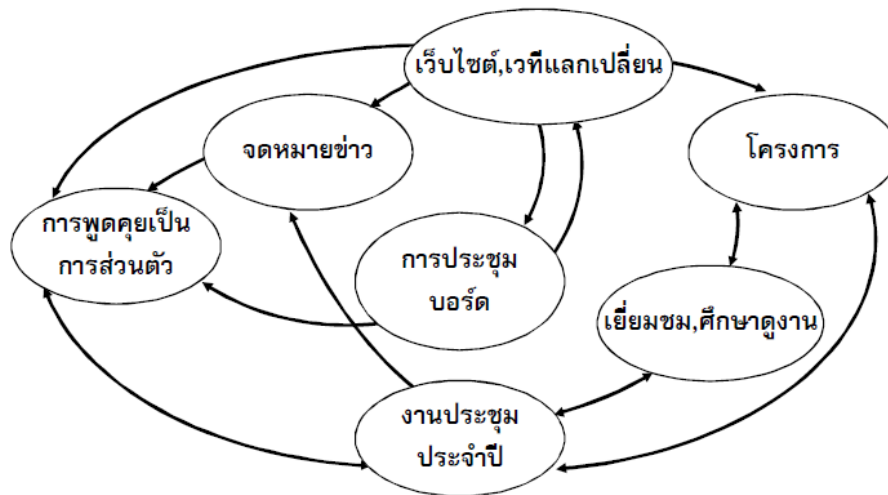 เว็บไซต์,เวทีแลกเปลี่ยน
จดหมายข่าว
โครงการ
การพูดคุยเป็น
การส่วนตัว
การประชุม
บอร์ด
เยี่ยมชม,ศึกษาดูงาน
งานประชุม
ประจำปี